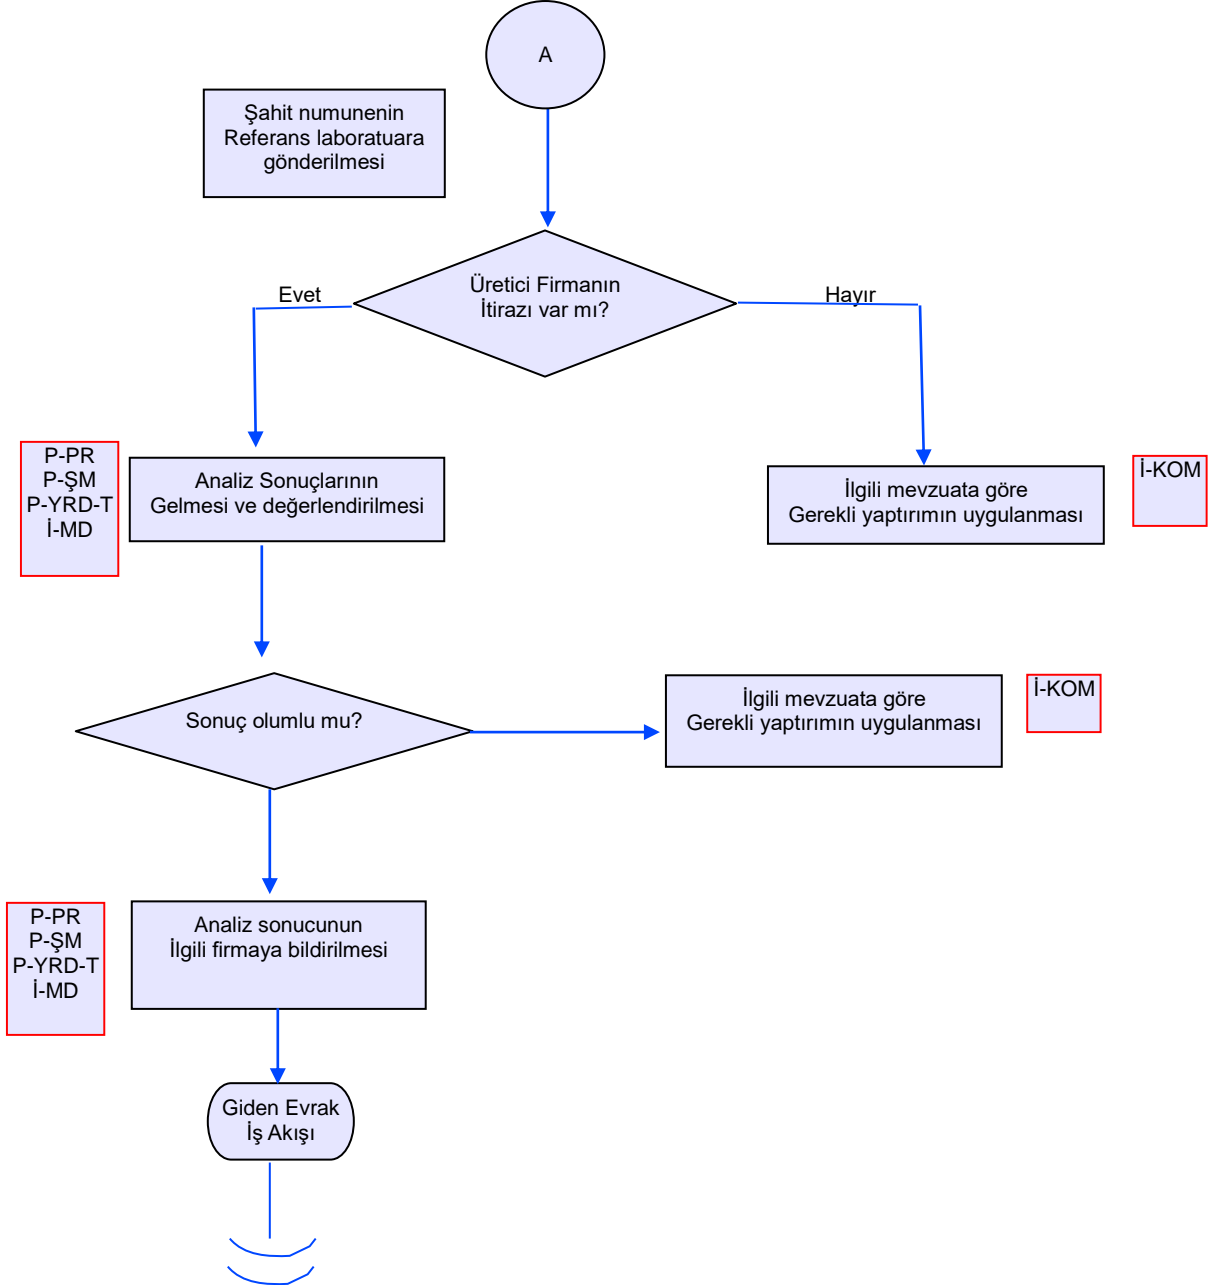 A
Şahit numunenin
Referans laboratuara
gönderilmesi
Üretici Firmanın
İtirazı var mı?
Evet
Hayır
P-PR
P-ŞM
P-YRD-T
İ-MD
Analiz Sonuçlarının
Gelmesi ve değerlendirilmesi
İlgili mevzuata göre
Gerekli yaptırımın uygulanması
İ-KOM
Sonuç olumlu mu?
İlgili mevzuata göre
Gerekli yaptırımın uygulanması
İ-KOM
P-PR
P-ŞM
P-YRD-T
İ-MD
Analiz sonucunun
İlgili firmaya bildirilmesi
Giden Evrak
İş Akışı